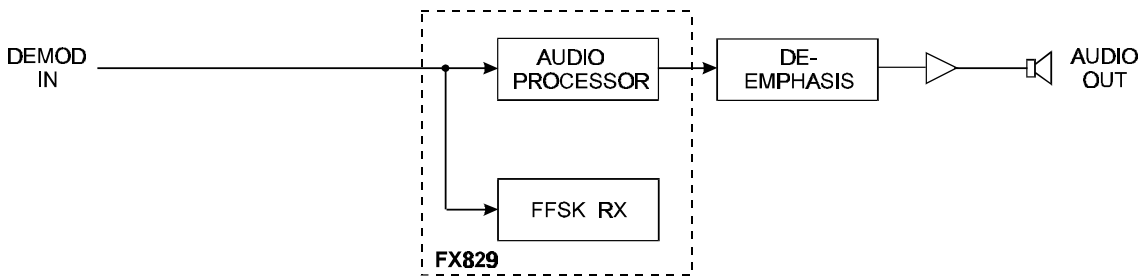 DEMOD
IN
AUDIO
PROCESSOR
DE-
EMPHASIS
AUDIO
OUT
FFSK RX
FX829